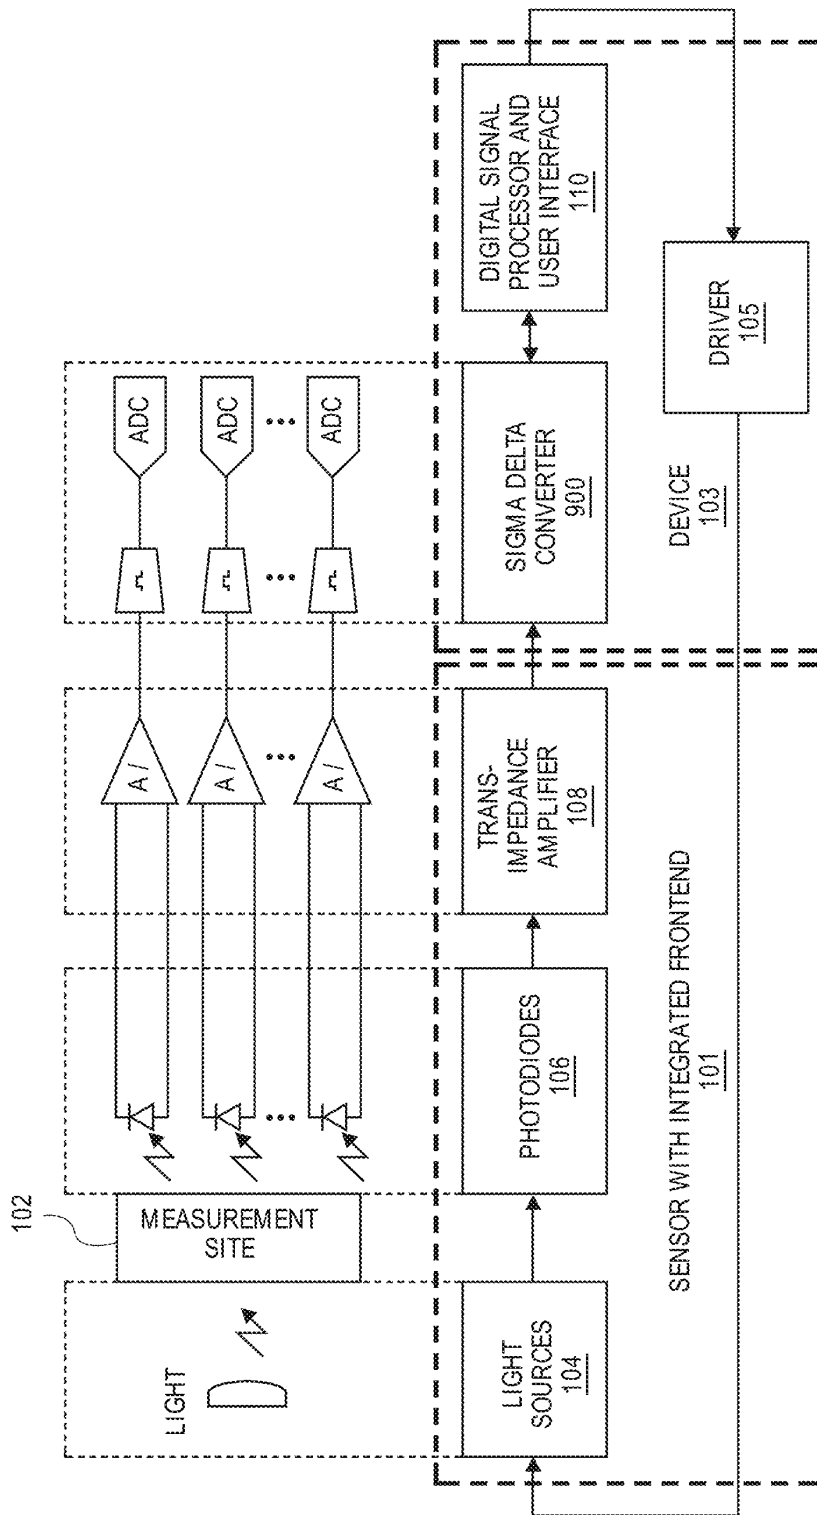 102
LIGHT
MEASUREMENT
SITE
A /
A /
A /
ADC
ADC
ADC
LIGHT
SOURCES
104
PHOTODIODES
106
TRANS-
IMPEDANCE
AMPLIFIER
108
SIGMA DELTA
CONVERTER
900
DIGITAL SIGNAL
PROCESSOR AND
USER INTERFACE
110
SENSOR WITH INTEGRATED FRONTEND
101
DEVICE
103
DRIVER
105